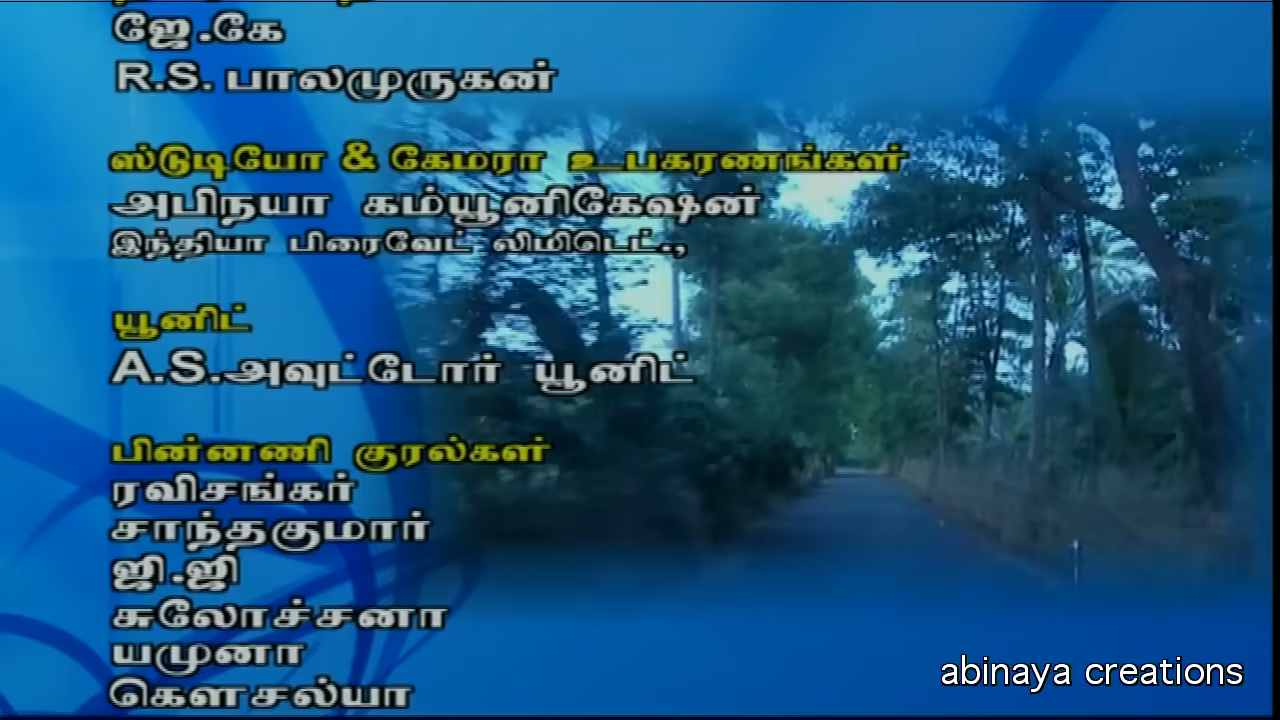 ஜே.கே
R.S. பாலமுருகன்
ஸ்டுடியோ & கேமரா உபகரணங்கள்
அபிநயா கம்யூனிகேஷன்
இந்தியா பிரைவேட் லிமிடெட்.,
யூனிட்
A.S.அவுட்டோர் யூனிட்
பின்னணி குரல்கள்
ரவிசங்கர்
சாந்தகுமார்
ஜி.ஜி
சுலோச்சனா
யமுனா
கௌசல்யா
abinaya creations